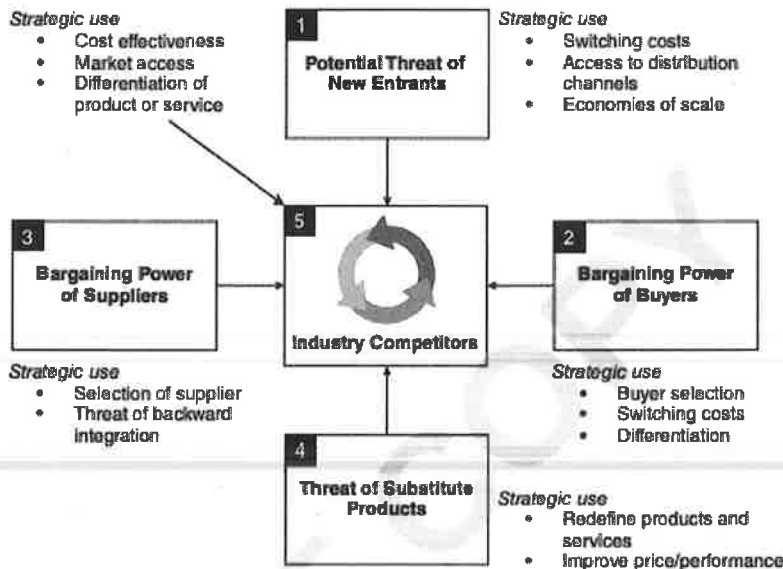 Strategic use
• Cost effectiveness
• Market access
• Differentiation of
product or service
1
Potential Threat of
New Entrants
Strategic use
• Switching costs
• Access to distribution
channels
• Economies of scale
3
Bargaining Power
of Suppliers
5
Industry Competitors
2
Bargaining Power
of Buyers
Strategic use
• Selection of supplier
• Threat of backward
integration
Strategic use
• Buyer selection
• Switching costs
• Differentiation
4
Threat of Substitute
Products
Strategic use
• Redefine products and
services
• Improve price/performance
COPY